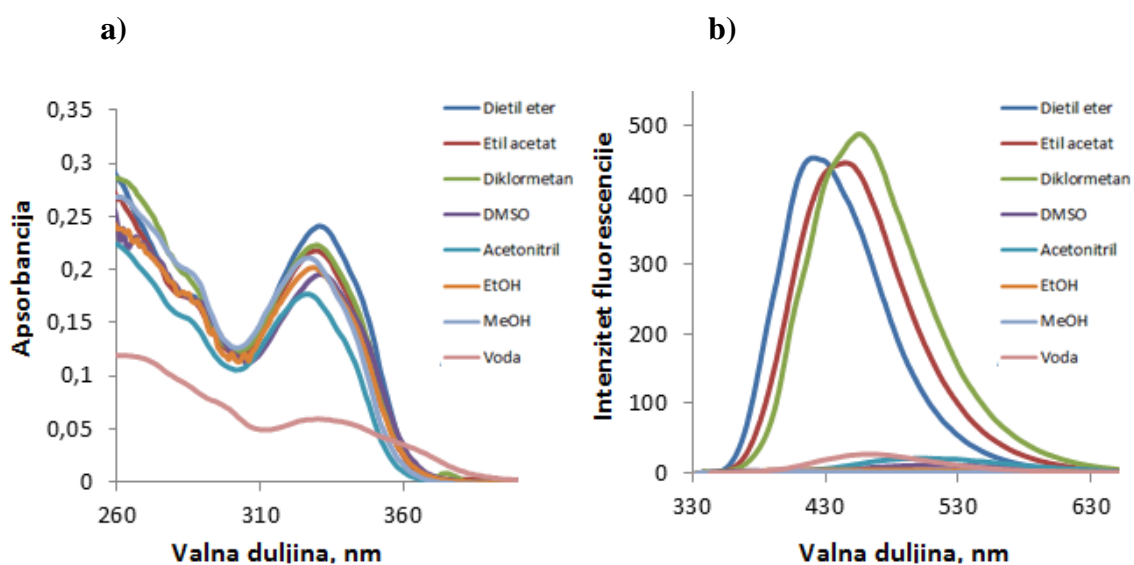 a)
Apsorbancija
0,35
0,3
0,25
0,2
0,15
0,1
0,05
0
260
310
360
Valna duljina, nm
Dietil eter
Etil acetat
Diklormetan
DMSO
Acetonitril
EtOH
MeOH
Voda
b)
Intenzitet fluorescencije
500
400
300
200
100
0
330
430
530
630
Valna duljina, nm
Dietil eter
Etil acetat
Diklormetan
DMSO
Acetonitril
EtOH
MeOH
Voda